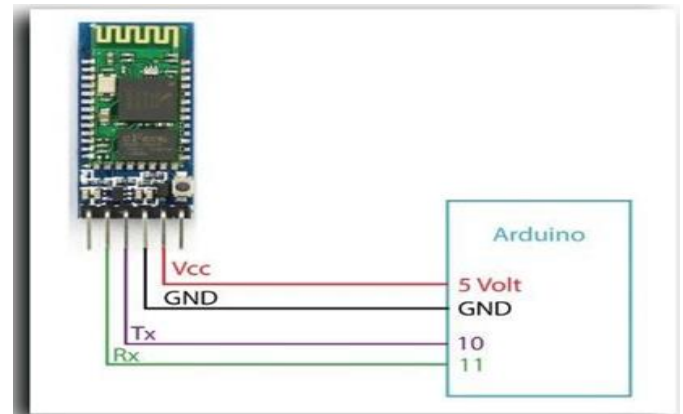 Arduino
Vcc
5 Volt
GND
GND
Tx
10
Rx
11